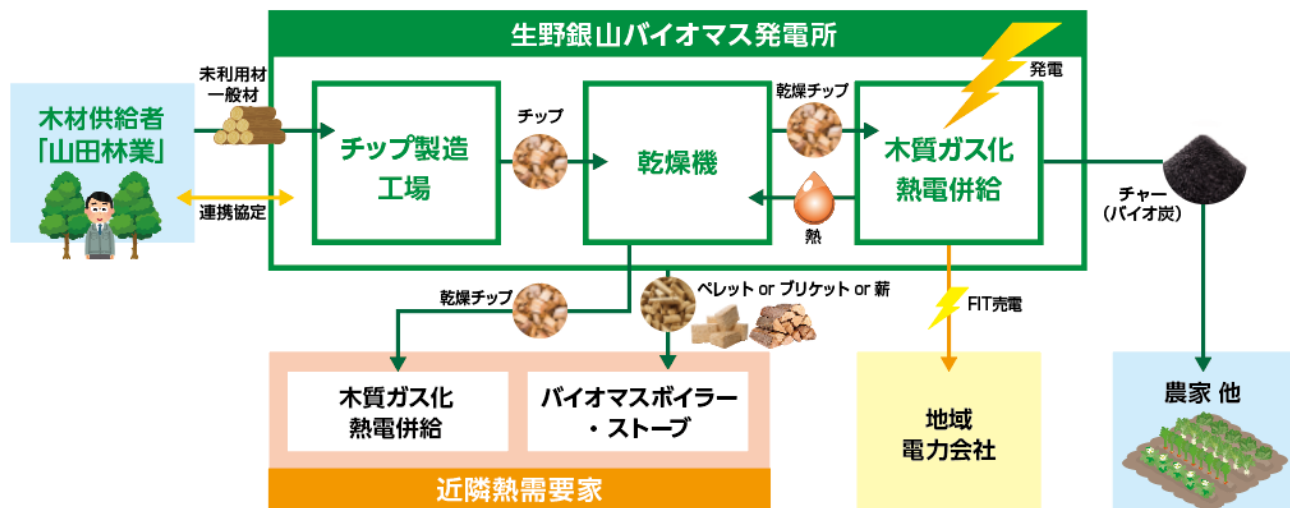 生野銀山バイオマス発電所
未利用材
一般材
木材供給者
「山田林業」
連携協定
チップ製造
工場
チップ
乾燥機
乾燥チップ
熱
発電
木質ガス化
熱電併給
チャー
(バイオ炭)
乾燥チップ
ペレット or ブリケット or 薪
FIT売電
木質ガス化
熱電併給
バイオマスボイラー
・ストーブ
近隣熱需要家
地域
電力会社
農家 他